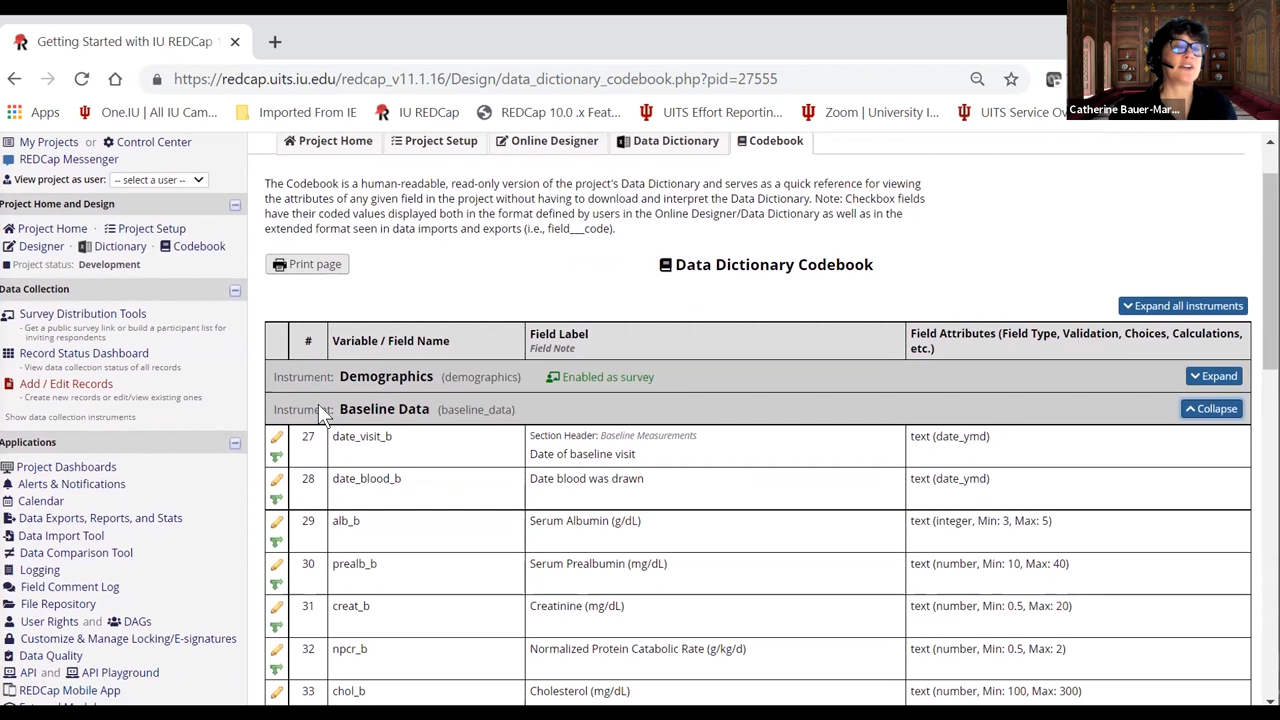 Getting Started with IU REDCap
https://redcap.uits.iu.edu/redcap_v11.1.16/Design/data_dictionary_codebook.php?pid=27555
Catherine Bauer-Mar...
Apps One.IU | All IU Cam... Imported From IE IU REDCap REDCap 10.0 .x Feat... UITS Effort Reportin... Zoom | University I... UITS Service Ov
My Projects or Control Center
REDCap Messenger
View project as user: -- select a user --
Project Home and Design
Project Home · Project Setup
Designer · Dictionary · Codebook
Project status: Development
Data Collection
Survey Distribution Tools
- Get a public survey link or build a participant list for
inviting respondents
Record Status Dashboard
- View data collection status of all records
Add / Edit Records
- Create new records or edit/view existing ones
Show data collection instruments
Applications
Project Dashboards
Alerts & Notifications
Calendar
Data Exports, Reports, and Stats
Data Import Tool
Data Comparison Tool
Logging
Field Comment Log
File Repository
User Rights and DAGs
Customize & Manage Locking/E-signatures
Data Quality
API and API Playground
REDCap Mobile App
Project Home Project Setup Online Designer Data Dictionary Codebook
The Codebook is a human-readable, read-only version of the project's Data Dictionary and serves as a quick reference for viewing
the attributes of any given field in the project without having to download and interpret the Data Dictionary. Note: Checkbox fields
have their coded values displayed both in the format defined by users in the Online Designer/Data Dictionary as well as in the
extended format seen in data imports and exports (i.e., field___code).
Print page
Data Dictionary Codebook
Expand all instruments
# Variable / Field Name Field Label Field Attributes (Field Type, Validation, Choices, Calculations,
Field Note etc.)
Instrument: Demographics (demographics) Enabled as survey Expand
Instrument: Baseline Data (baseline_data) Collapse
27 date_visit_b Section Header: Baseline Measurements text (date_ymd)
Date of baseline visit
28 date_blood_b Date blood was drawn text (date_ymd)
29 alb_b Serum Albumin (g/dL) text (integer, Min: 3, Max: 5)
30 prealb_b Serum Prealbumin (mg/dL) text (number, Min: 10, Max: 40)
31 creat_b Creatinine (mg/dL) text (number, Min: 0.5, Max: 20)
32 npcr_b Normalized Protein Catabolic Rate (g/kg/d) text (number, Min: 0.5, Max: 2)
33 chol_b Cholesterol (mg/dL) text (number, Min: 100, Max: 300)